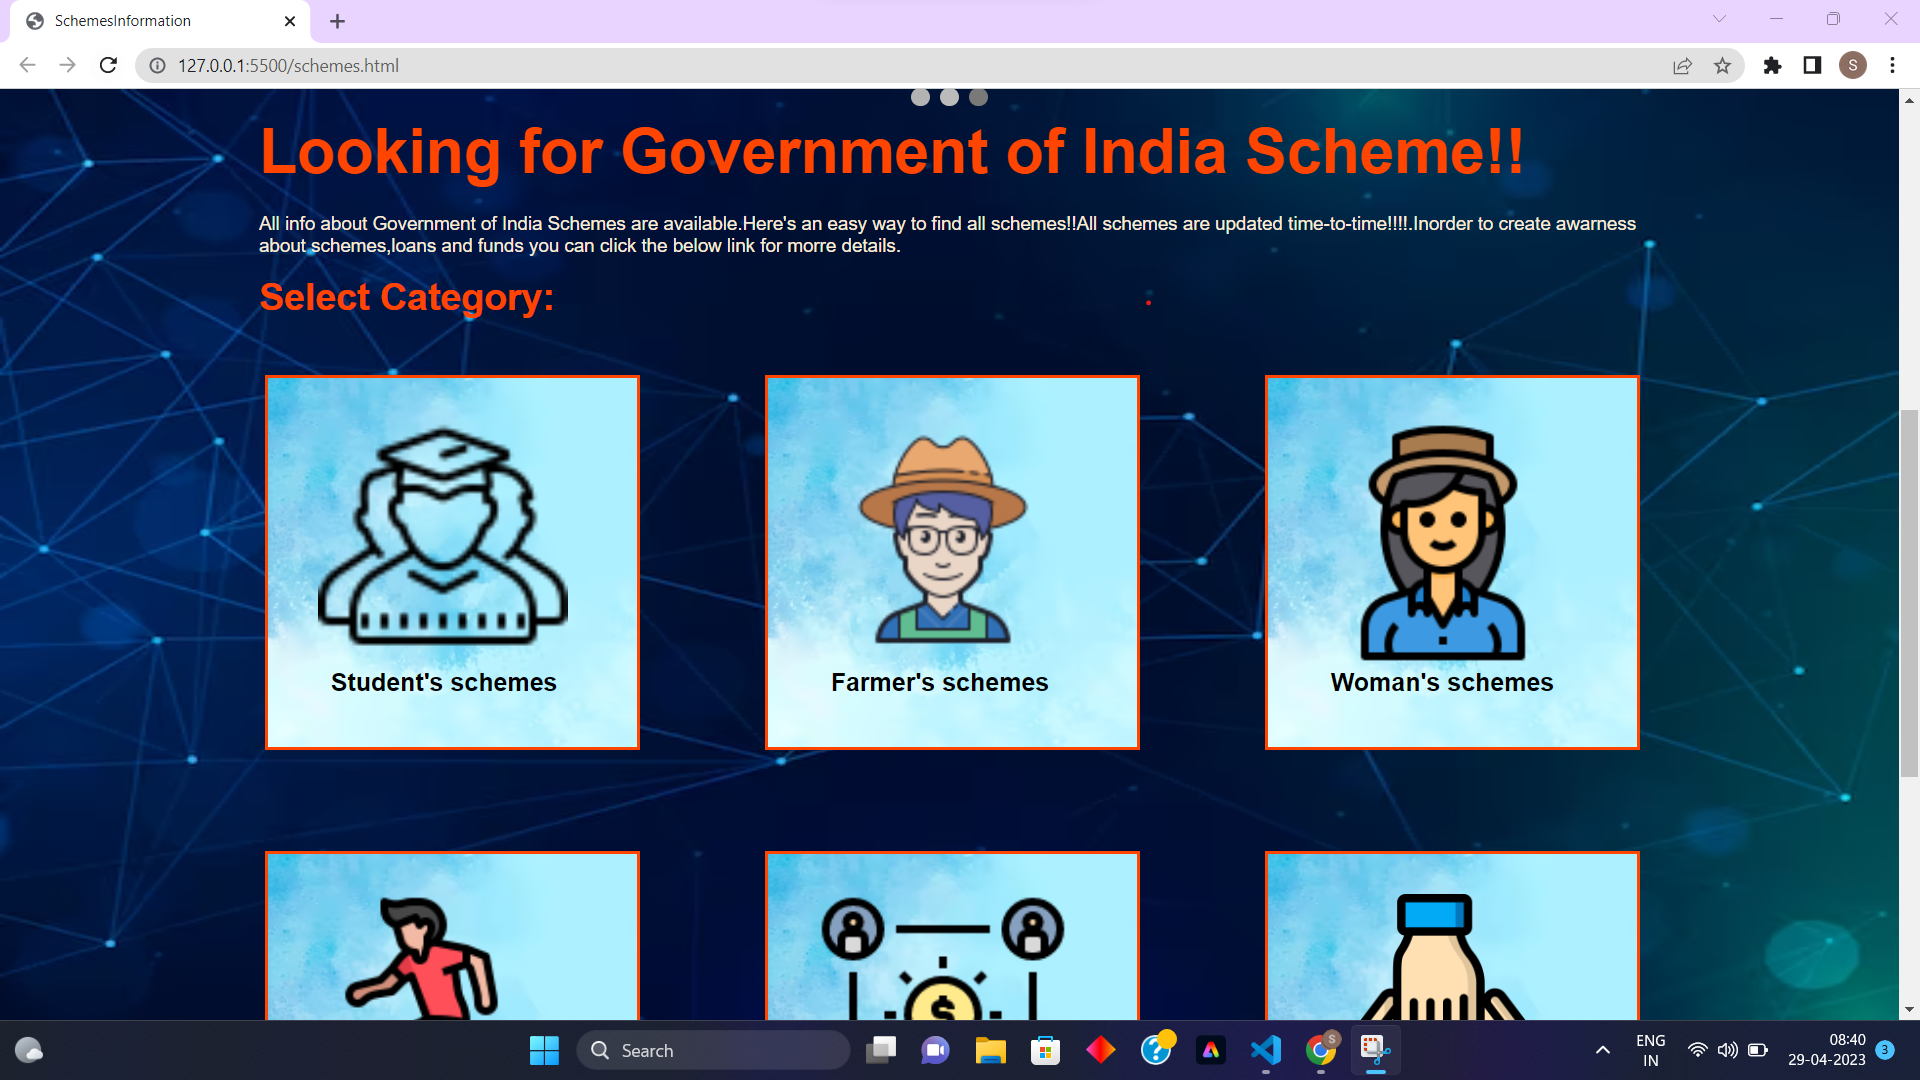 SchemesInformation
127.0.0.1:5500/schemes.html
S
Looking for Government of India Scheme!!
All info about Government of India Schemes are available.Here's an easy way to find all schemes!!All schemes are updated time-to-time!!!!.Inorder to create awarness
about schemes,loans and funds you can click the below link for morre details.
Select Category:
Student's schemes
Farmer's schemes
Woman's schemes
$
Search
S
ENG
IN
08:40
29-04-2023
3